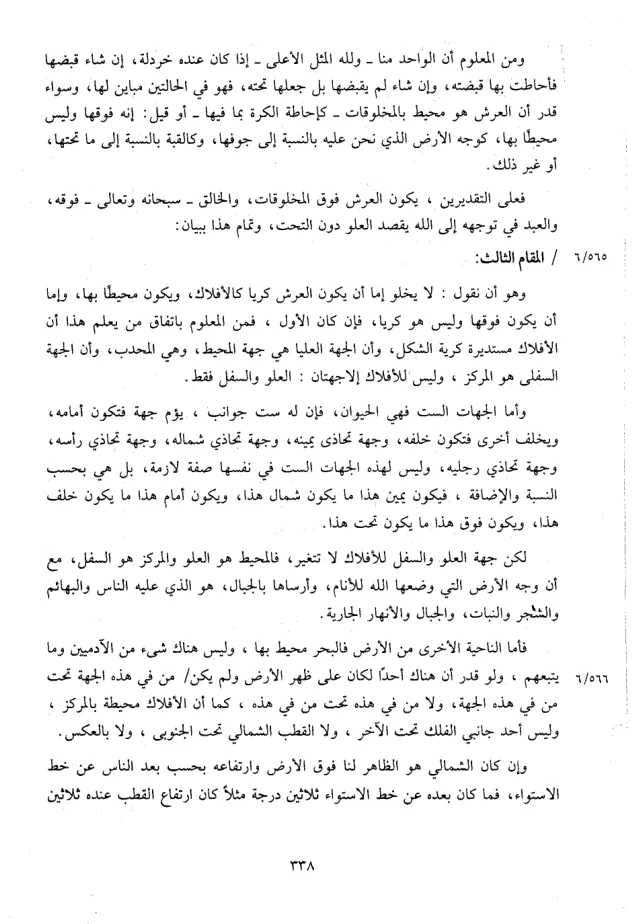 ومن المعلوم أن الواحد منا ـ ولله المثل الأعلى ـ إذا كان عنده خردلة، إن شاء قبضها
فأحاطت بها قبضته، وإن شاء لم يقبضها بل جعلها تحته، فهو في الحالتين مباين لها، وسواء
قدر أن العرش هو محيط بالمخلوقات ـ كإحاطة الكرة بما فيها ـ أو قيل: إنه فوقها وليس
محيطًا بها، كوجه الأرض الذي نحن عليه بالنسبة إلى جوفها، وكالقبة بالنسبة إلى ما تحتها،
أو غير ذلك.
فعلى التقديرين ، يكون العرش فوق المخلوقات، والخالق ـ سبحانه وتعالى ـ فوقه،
والعبد في توجهه إلى الله يقصد العلو دون التحت، وتمام هذا ببيان:
٦/٥٦٥ / المقام الثالث:
وهو أن نقول : لا يخلو إما أن يكون العرش كريا كالأفلاك، ويكون محيطًا بها، وإما
أن يكون فوقها وليس هو كريا، فإن كان الأول ، فمن المعلوم باتفاق من يعلم هذا أن
الأفلاك مستديرة كرية الشكل، وأن الجهة العليا هي جهة المحيط، وهي المحدب، وأن الجهة
السفلى هو المركز ، وليس للأفلاك إلاجهتان : العلو والسفل فقط.
وأما الجهات الست فهي الحيوان، فإن له ست جوانب ، يؤم جهة فتكون أمامه،
ويخلف أخرى فتكون خلفه، وجهة تحاذى يمينه، وجهة تحاذي شماله، وجهة تحاذي رأسه،
وجهة تحاذي رجليه، وليس لهذه الجهات الست في نفسها صفة لازمة، بل هي بحسب
النسبة والإضافة ، فيكون يمين هذا ما يكون شمال هذا، ويكون أمام هذا ما يكون خلف
هذا، ويكون فوق هذا ما يكون تحت هذا.
لكن جهة العلو والسفل للأفلاك لا تتغير، فالمحيط هو العلو والمركز هو السفل، مع
أن وجه الأرض التي وضعها الله للأنام، وأرساها بالجبال، هو الذي عليه الناس والبهائم
والشجر والنبات، والجبال والأنهار الجارية.
فأما الناحية الأخرى من الأرض فالبحر محيط بها ، وليس هناك شىء من الآدميين وما
٦/٥٦٦ يتبعهم ، ولو قدر أن هناك أحدًا لكان على ظهر الأرض ولم يكن/ من في هذه الجهة تحت
من في هذه الجهة، ولا من في هذه تحت من في هذه ، كما أن الأفلاك محيطة بالمركز ،
وليس أحد جانبي الفلك تحت الآخر ، ولا القطب الشمالي تحت الجنوبى ، ولا بالعكس.
وإن كان الشمالي هو الظاهر لنا فوق الأرض وارتفاعه بحسب بعد الناس عن خط
الاستواء، فما كان بعده عن خط الاستواء ثلاثين درجة مثلاً كان ارتفاع القطب عنده ثلاثين
٣٣٨